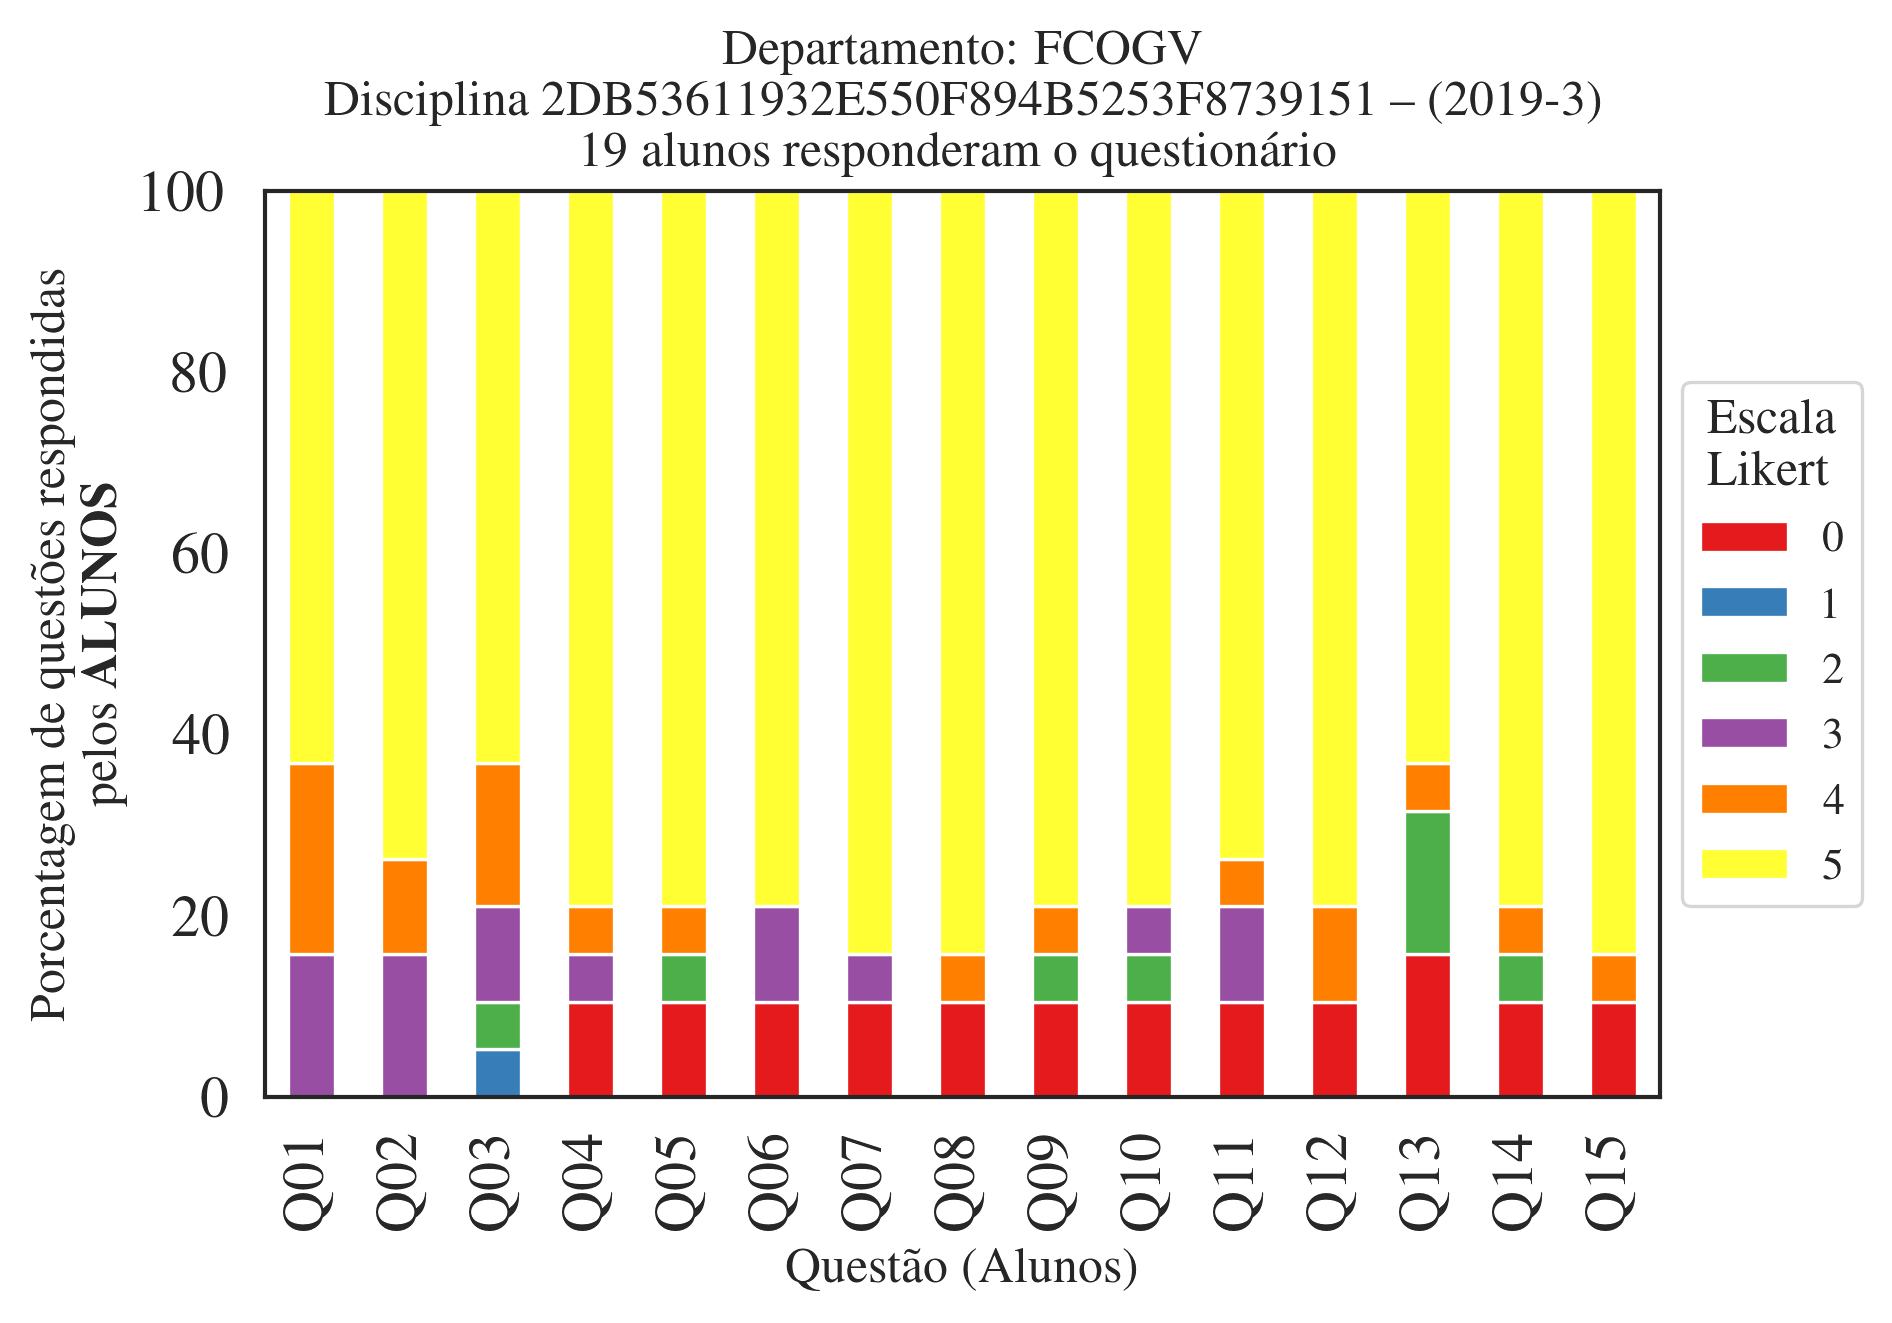 Departamento: FCOGV
Disciplina 2DB53611932E550F894B5253F8739151 – (2019-3)
19 alunos responderam o questionário
Porcentagem de questões respondidas
pelos ALUNOS
100
80
60
40
20
0
Q01
Q02
Q03
Q04
Q05
Q06
Q07
Q08
Q09
Q10
Q11
Q12
Q13
Q14
Q15
Questão (Alunos)
Escala
Likert
0
1
2
3
4
5